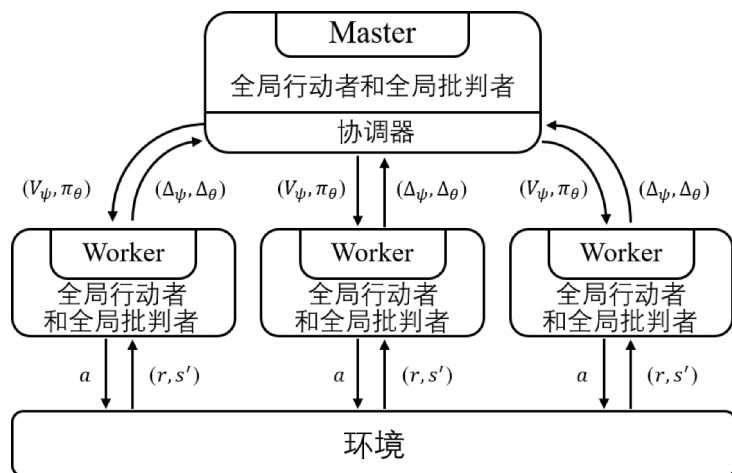 Master
全局行动者和全局批判者
协调器
(V_ψ, π_θ) (Δ_ψ, Δ_θ) (V_ψ, π_θ) (Δ_ψ, Δ_θ) (V_ψ, π_θ) (Δ_ψ, Δ_θ)
Worker
全局行动者
和全局批判者
Worker
全局行动者
和全局批判者
Worker
全局行动者
和全局批判者
a (r, s′) a (r, s′) a (r, s′)
环境